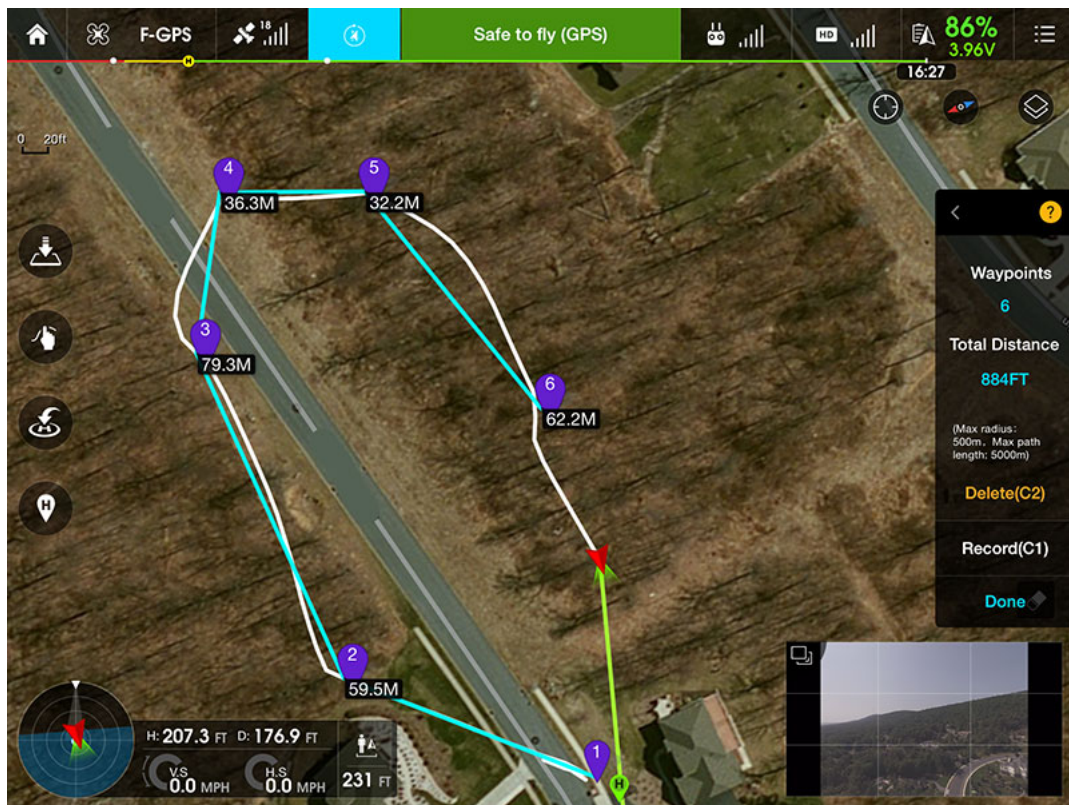 F-GPS
18
Safe to fly (GPS)
HD
86%
3.96V
H
16:27
0 20ft
4
36.3M
5
32.2M
3
79.3M
6
62.2M
2
59.5M
1
H
H
?
Waypoints
6
Total Distance
884FT
(Max radius:
500m. Max path
length: 5000m)
Delete(C2)
Record(C1)
Done
H: 207.3 FT D: 176.9 FT
V.S
0.0 MPH
H.S
0.0 MPH
231 FT